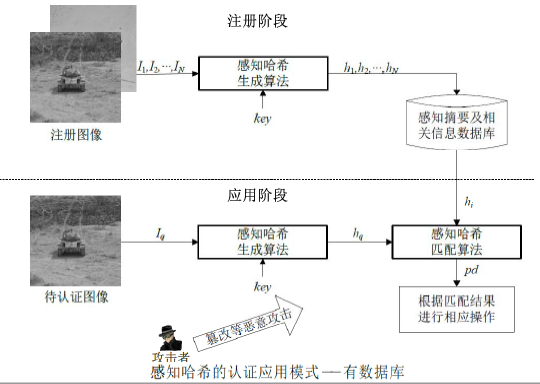 注册阶段
I1,I2,···,IN
感知哈希
生成算法
h1,h2,···,hN
key
注册图像
感知摘要及相
关信息数据库
应用阶段
hi
Iq
感知哈希
生成算法
hq
感知哈希
匹配算法
key
pd
待认证图像
根据匹配结果
进行相应操作
篡改等恶意攻击
攻击者
感知哈希的认证应用模式——有数据库